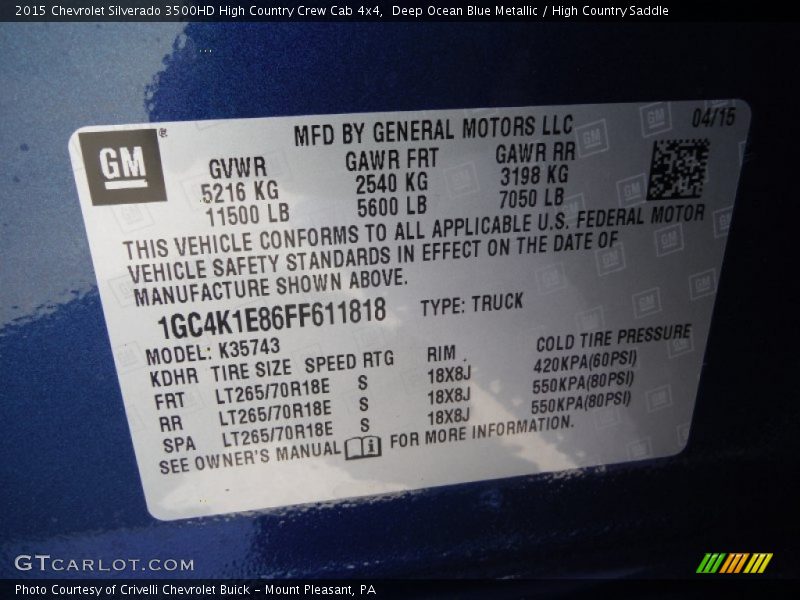 2015 Chevrolet Silverado 3500HD High Country Crew Cab 4x4,  Deep Ocean Blue Metallic / High Country Saddle
04/15
MFD BY GENERAL MOTORS LLC
GM ®
GVWR GAWR FRT GAWR RR
5216 KG 2540 KG 3198 KG
11500 LB 5600 LB 7050 LB
THIS VEHICLE CONFORMS TO ALL APPLICABLE U.S. FEDERAL MOTOR
VEHICLE SAFETY STANDARDS IN EFFECT ON THE DATE OF
MANUFACTURE SHOWN ABOVE.
1GC4K1E86FF611818 TYPE: TRUCK
MODEL: K35743
KDHR TIRE SIZE SPEED RTG RIM COLD TIRE PRESSURE
FRT LT265/70R18E S 18X8J 420KPA(60PSI)
RR LT265/70R18E S 18X8J 550KPA(80PSI)
SPA LT265/70R18E S 18X8J 550KPA(80PSI)
SEE OWNER'S MANUAL i FOR MORE INFORMATION.
GTCARLOT.COM
Photo Courtesy of Crivelli Chevrolet Buick - Mount Pleasant, PA